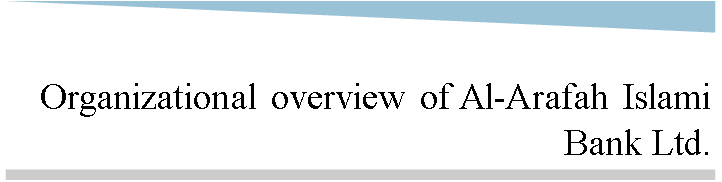 Organizational overview of Al-Arafah Islami
Bank Ltd.